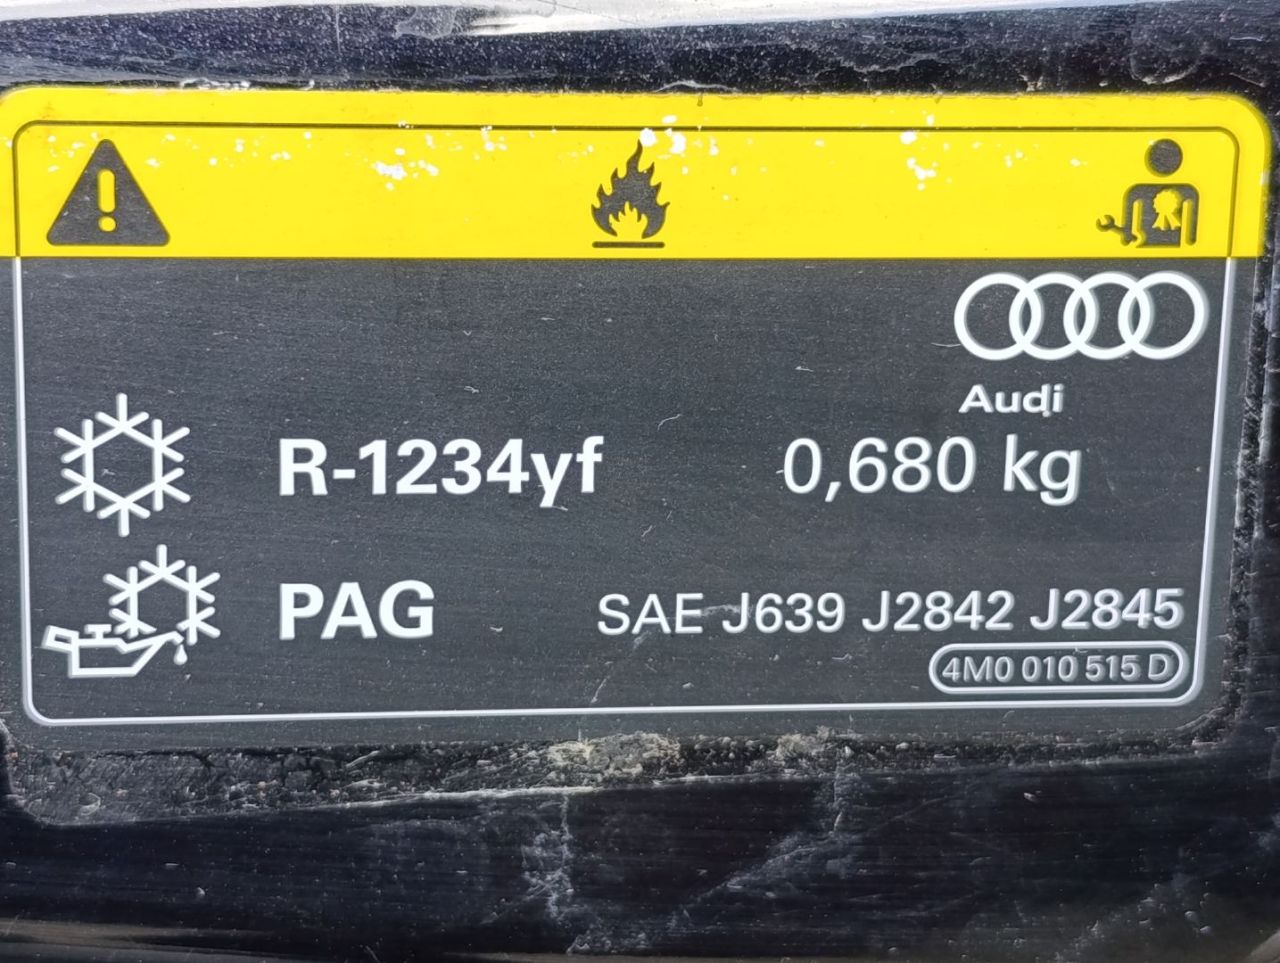 Audi
R-1234yf 0,680 kg
PAG SAE J639 J2842 J2845
4M0 010 515 D